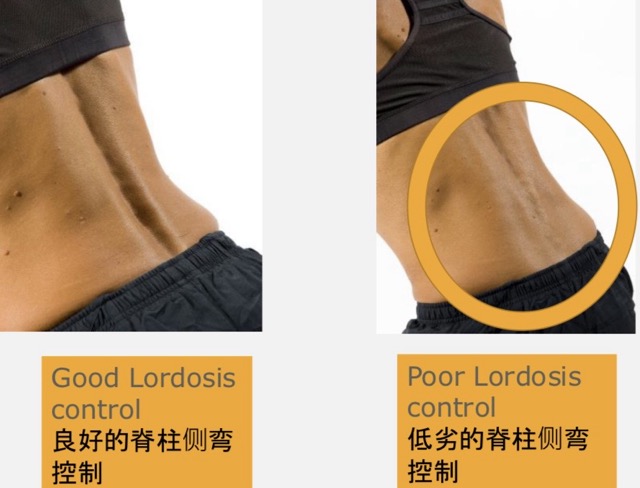 Good Lordosis
control
良好的脊柱侧弯
控制
Poor Lordosis
control
低劣的脊柱侧弯
控制